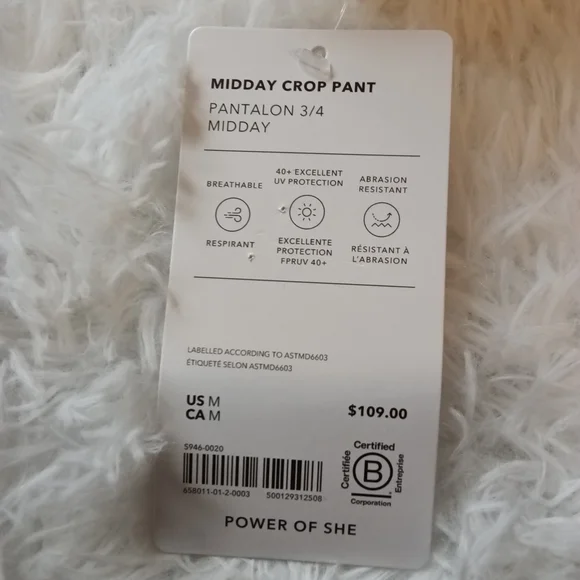 MIDDAY CROP PANT
PANTALON 3/4
MIDDAY
BREATHABLE
RESPIRANT
40+ EXCELLENT
UV PROTECTION
EXCELLENTE
PROTECTION
FPRUV 40+
ABRASION
RESISTANT
RÉSISTANT À
L'ABRASION
LABELLED ACCORDING TO ASTMD6603
ÉTIQUETÉ SELON ASTMD6603
US M
CA M
$109.00
S946-0020
658011-01-2-0003 500129312508
Certified
Certifiée
B
Entreprise
Corporation
POWER OF SHE